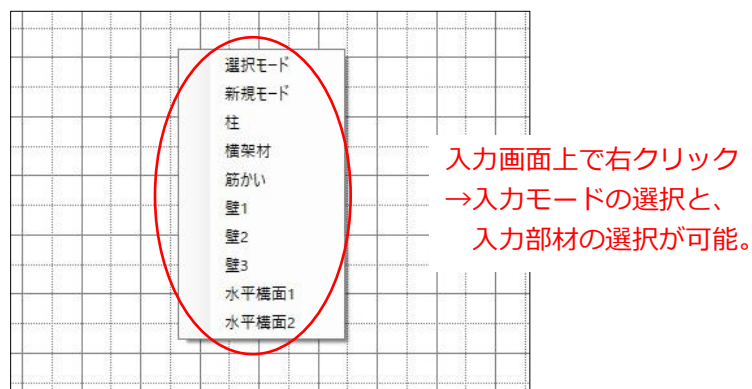 選択モード
新規モード
柱
横架材
筋かい
壁1
壁2
壁3
水平構面1
水平構面2
入力画面上で右クリック
→入力モードの選択と、
入力部材の選択が可能。